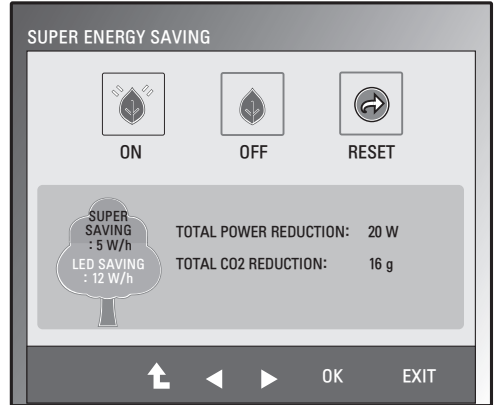 SUPER ENERGY SAVING
ON OFF RESET
SUPER
SAVING
: 5 W/h
LED SAVING
: 12 W/h
TOTAL POWER REDUCTION: 20 W
TOTAL CO2 REDUCTION: 16 g
OK EXIT